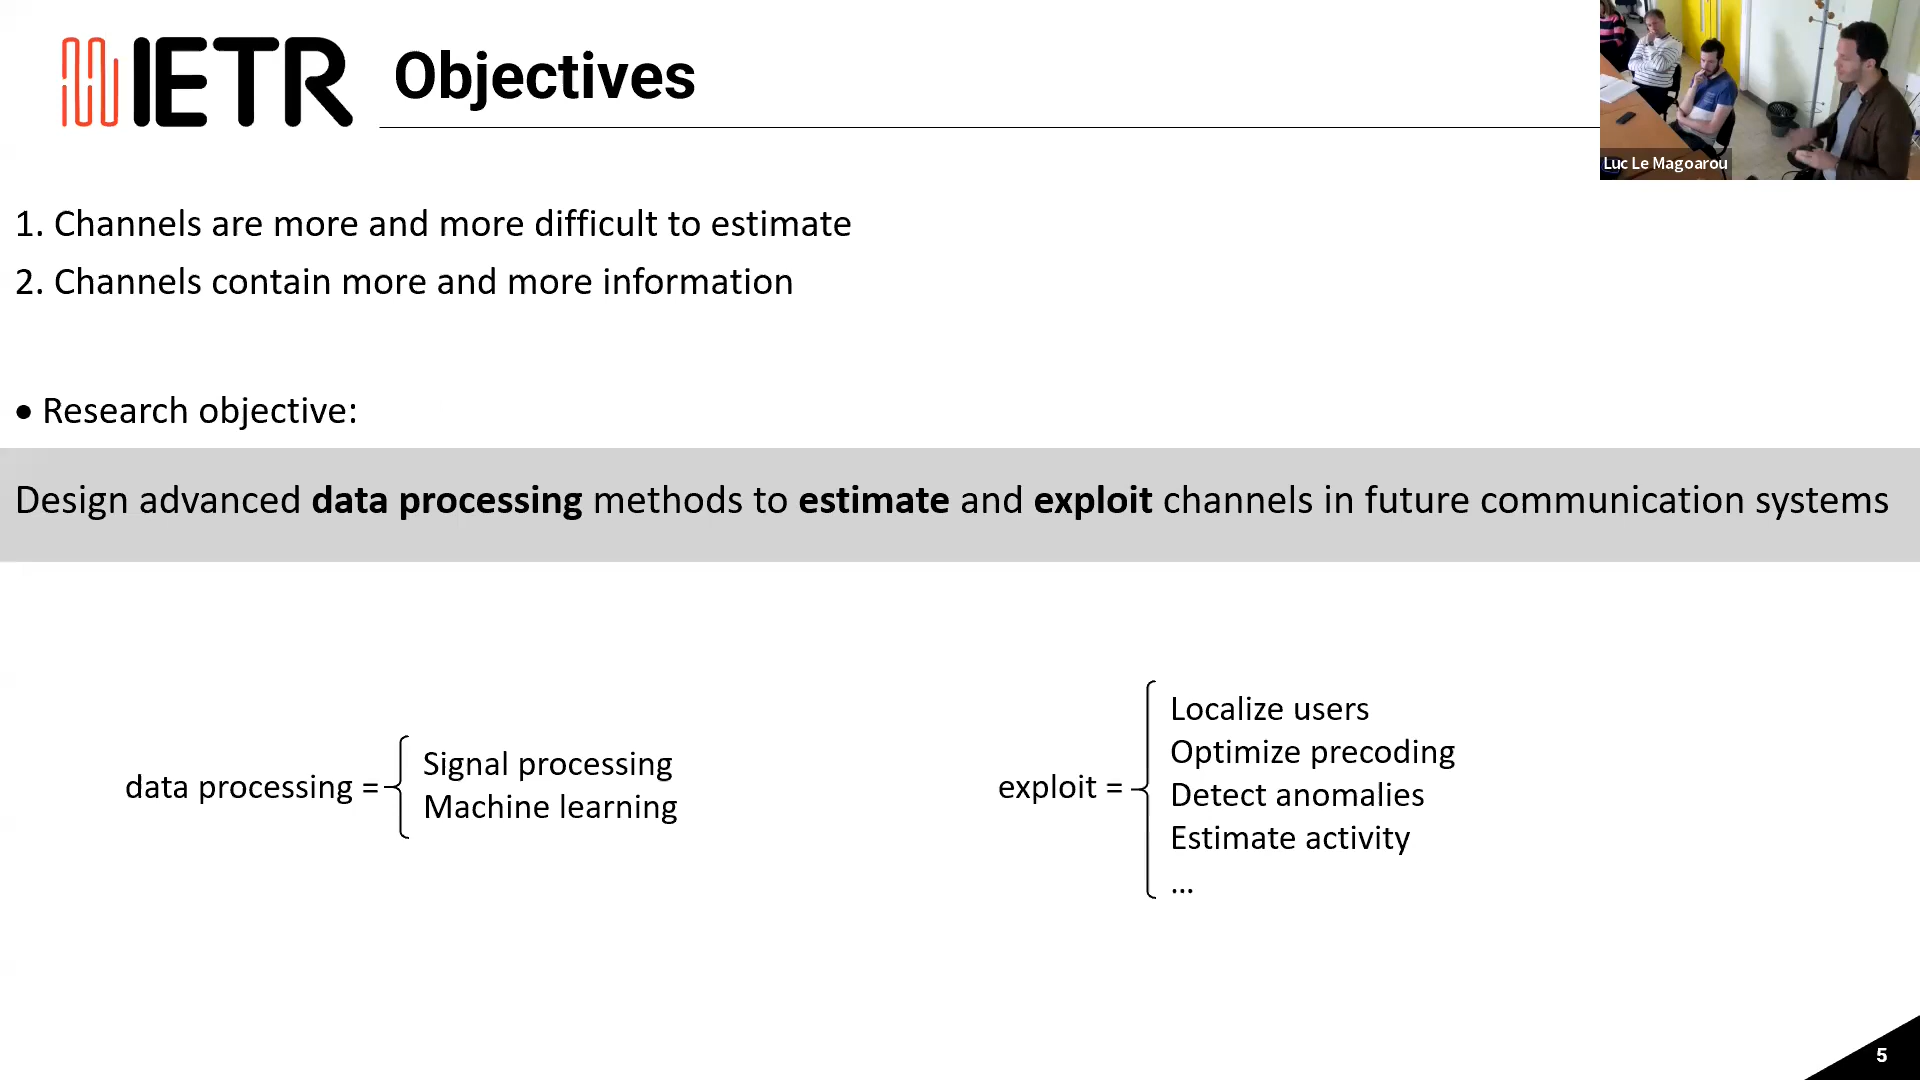 IETR
Objectives
Luc Le Magoarou
1. Channels are more and more difficult to estimate
2. Channels contain more and more information
• Research objective:
Design advanced data processing methods to estimate and exploit channels in future communication systems
data processing =
Signal processing
Machine learning
exploit =
Localize users
Optimize precoding
Detect anomalies
Estimate activity
...
5